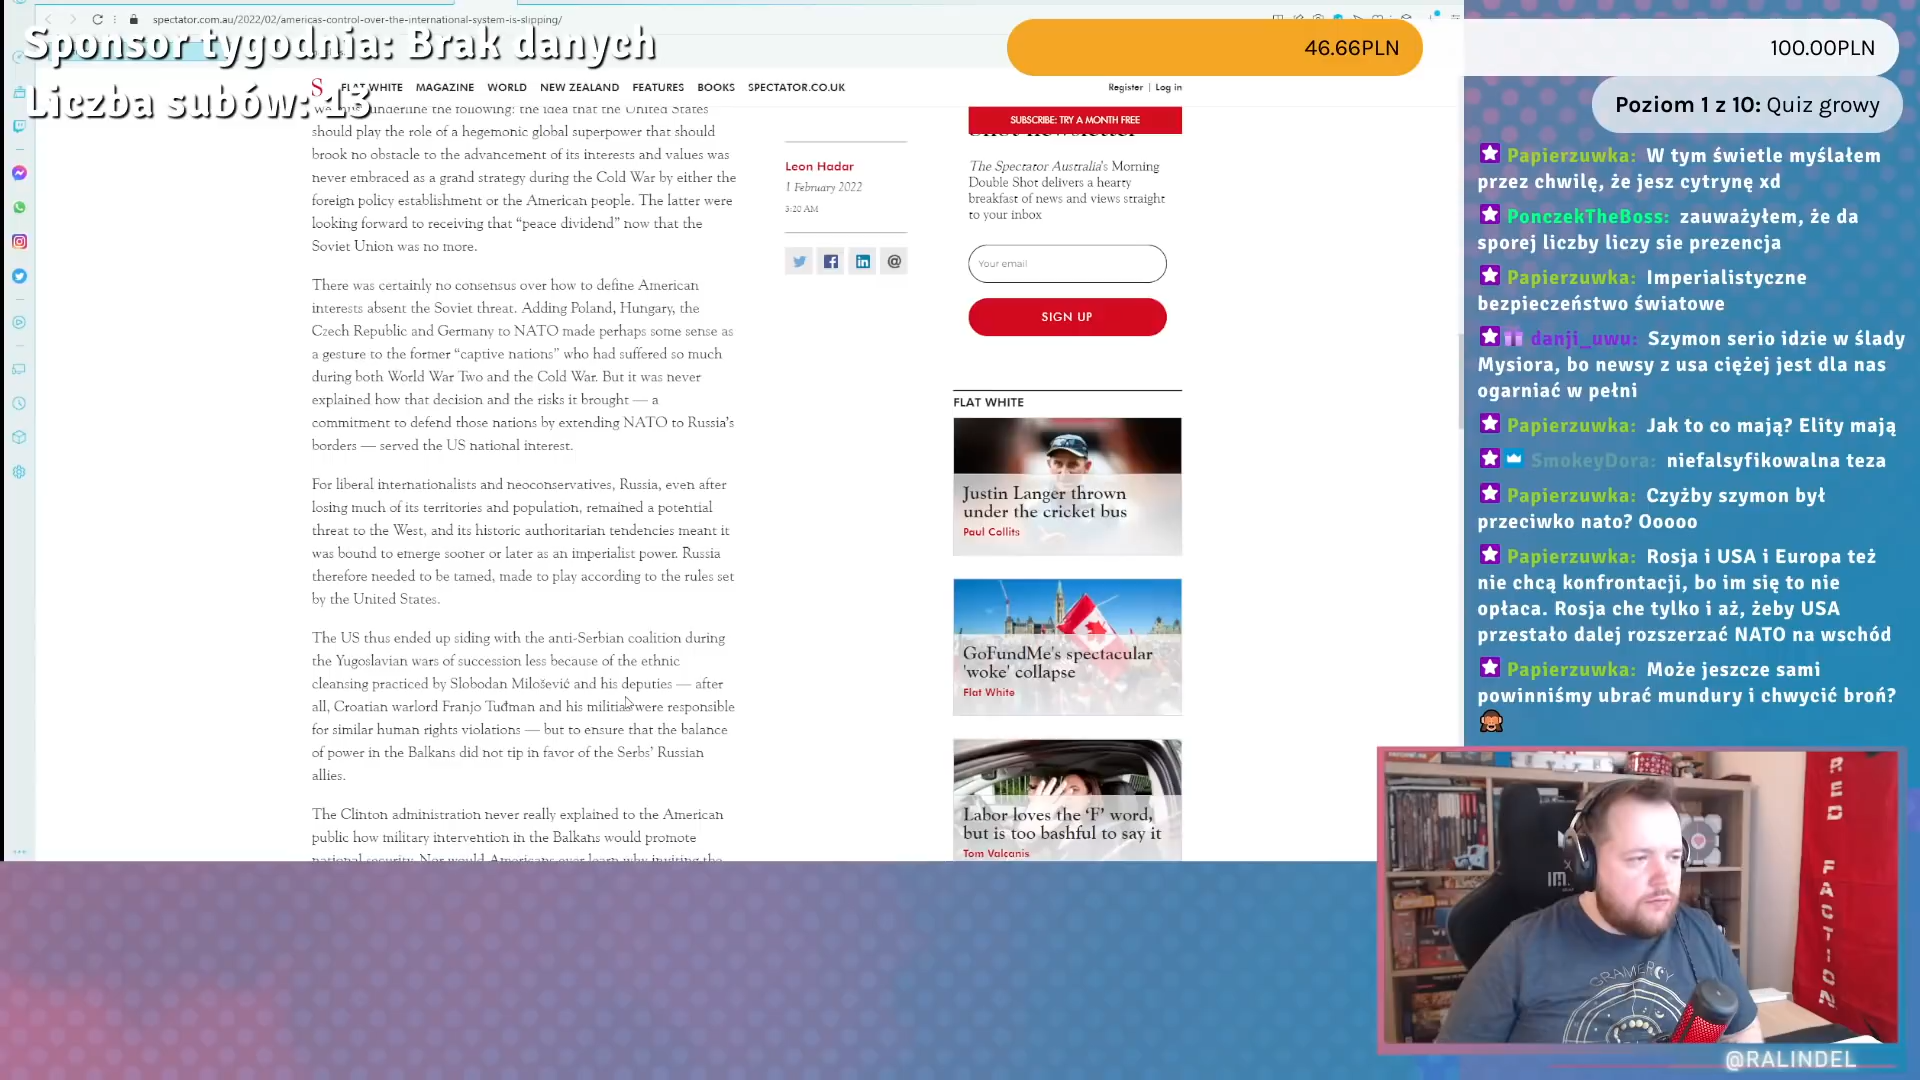 spectator.com.au/2022/02/americas-control-over-the-international-system-is-slipping/
Sponsor tygodnia: Brak danych
Liczba subów: 13
46.66PLN
100.00PLN
Poziom 1 z 10: Quiz growy
S
FLAT WHITE MAGAZINE WORLD NEW ZEALAND FEATURES BOOKS SPECTATOR.CO.UK
Register | Log in
underline the following: the idea that the United States
should play the role of a hegemonic global superpower that should
brook no obstacle to the advancement of its interests and values was
never embraced as a grand strategy during the Cold War by either the
foreign policy establishment or the American people. The latter were
looking forward to receiving that “peace dividend” now that the
Soviet Union was no more.
There was certainly no consensus over how to define American
interests absent the Soviet threat. Adding Poland, Hungary, the
Czech Republic and Germany to NATO made perhaps some sense as
a gesture to the former “captive nations” who had suffered so much
during both World War Two and the Cold War. But it was never
explained how that decision and the risks it brought — a
commitment to defend those nations by extending NATO to Russia’s
borders — served the US national interest.
For liberal internationalists and neoconservatives, Russia, even after
losing much of its territories and population, remained a potential
threat to the West, and its historic authoritarian tendencies meant it
was bound to emerge sooner or later as an imperialist power. Russia
therefore needed to be tamed, made to play according to the rules set
by the United States.
The US thus ended up siding with the anti-Serbian coalition during
the Yugoslavian wars of succession less because of the ethnic
cleansing practiced by Slobodan Milošević and his deputies — after
all, Croatian warlord Franjo Tuđman and his militias were responsible
for similar human rights violations — but to ensure that the balance
of power in the Balkans did not tip in favor of the Serbs’ Russian
allies.
The Clinton administration never really explained to the American
public how military intervention in the Balkans would promote
national security. Nor would Americans ever learn why inviting the
Leon Hadar
1 February 2022
3:20 AM
SUBSCRIBE: TRY A MONTH FREE
Shot newsletter
The Spectator Australia's Morning
Double Shot delivers a hearty
breakfast of news and views straight
to your inbox
Your email
SIGN UP
FLAT WHITE
Justin Langer thrown
under the cricket bus
Paul Collits
GoFundMe's spectacular
'woke' collapse
Flat White
Labor loves the ‘F’ word,
but is too bashful to say it
Tom Valcanis
Papierzuwka: W tym świetle myślałem
przez chwilę, że jesz cytrynę xd
PonczekTheBoss: zauważyłem, że da
sporej liczby liczy sie prezencja
Papierzuwka: Imperialistyczne
bezpieczeństwo światowe
danji_uwu: Szymon serio idzie w ślady
Mysiora, bo newsy z usa ciężej jest dla nas
ogarniać w pełni
Papierzuwka: Jak to co mają? Elity mają
SmokeyDora: niefalsyfikowalna teza
Papierzuwka: Czyżby szymon był
przeciwko nato? Ooooo
Papierzuwka: Rosja i USA i Europa też
nie chcą konfrontacji, bo im się to nie
opłaca. Rosja che tylko i aż, żeby USA
przestało dalej rozszerzać NATO na wschód
Papierzuwka: Może jeszcze sami
powinniśmy ubrać mundury i chwycić broń?
RED FACTION
GRAMERCY
@RALINDEL